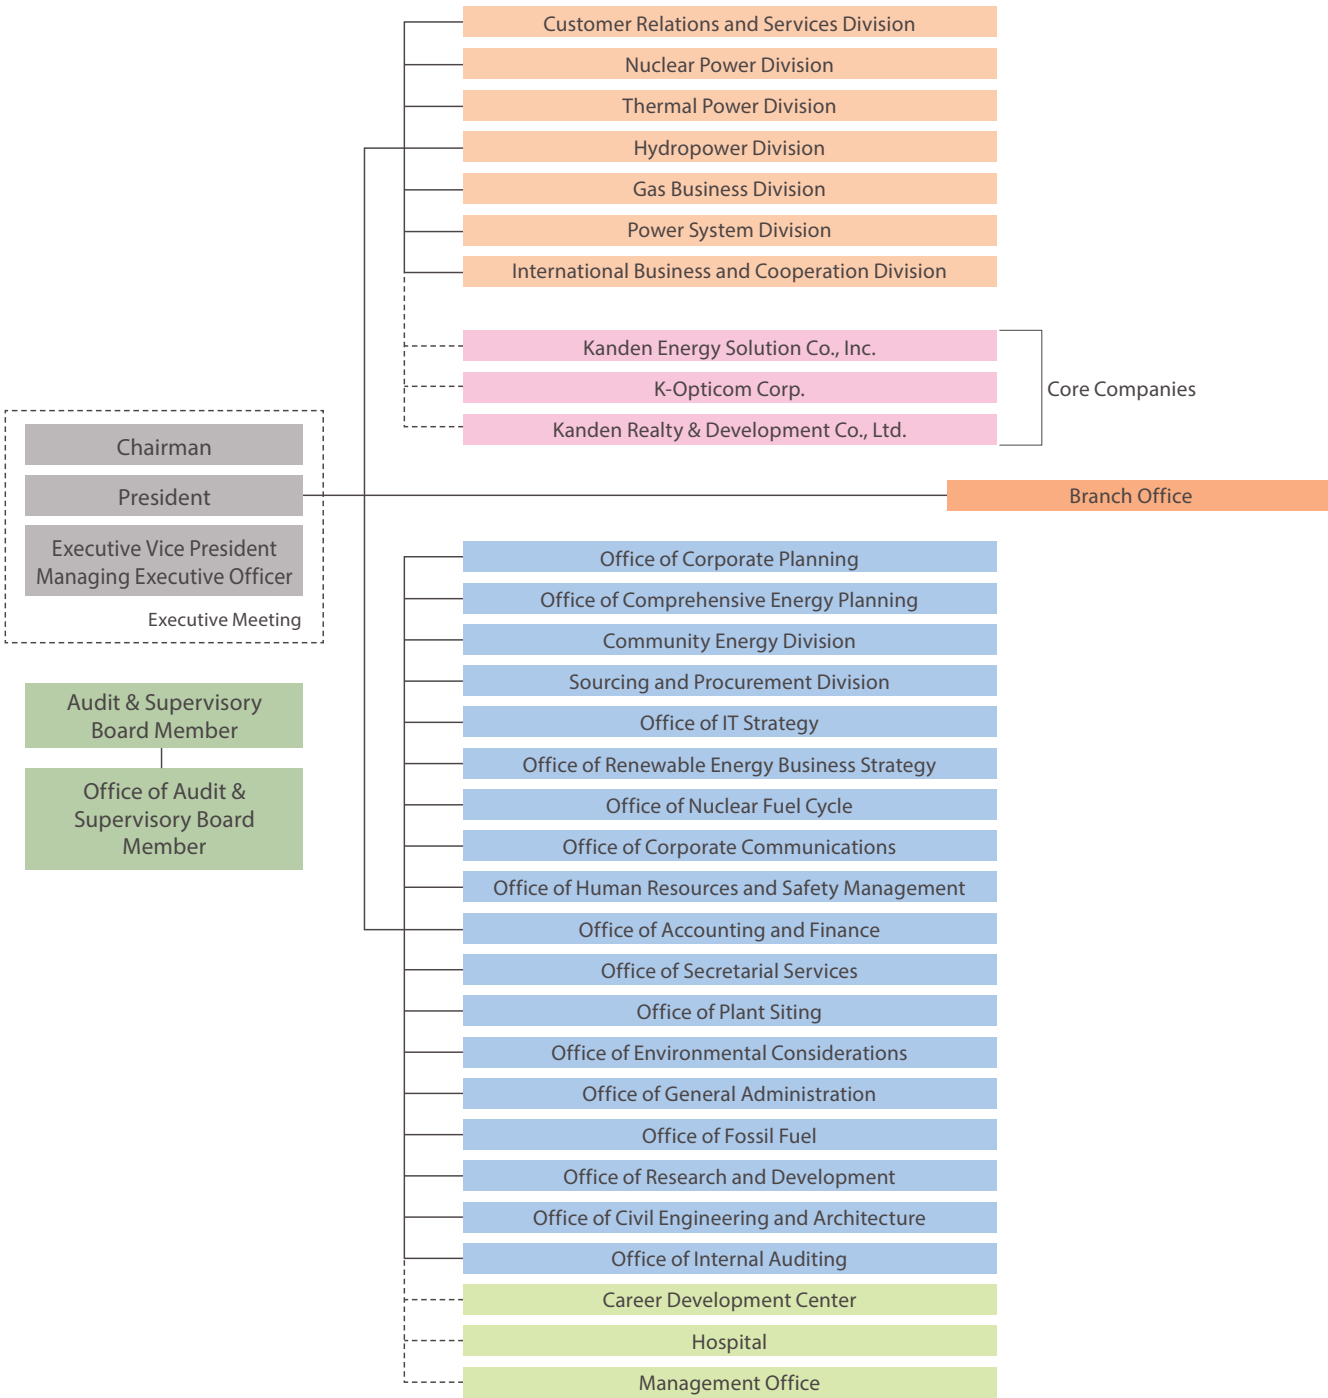 Customer Relations and Services Division
Nuclear Power Division
Thermal Power Division
Hydropower Division
Gas Business Division
Power System Division
International Business and Cooperation Division
Kanden Energy Solution Co., Inc.
K-Opticom Corp.
Kanden Realty & Development Co., Ltd.
Core Companies
Chairman
President
Executive Vice President
Managing Executive Officer
Executive Meeting
Branch Office
Audit & Supervisory
Board Member
Office of Audit &
Supervisory Board
Member
Office of Corporate Planning
Office of Comprehensive Energy Planning
Community Energy Division
Sourcing and Procurement Division
Office of IT Strategy
Office of Renewable Energy Business Strategy
Office of Nuclear Fuel Cycle
Office of Corporate Communications
Office of Human Resources and Safety Management
Office of Accounting and Finance
Office of Secretarial Services
Office of Plant Siting
Office of Environmental Considerations
Office of General Administration
Office of Fossil Fuel
Office of Research and Development
Office of Civil Engineering and Architecture
Office of Internal Auditing
Career Development Center
Hospital
Management Office